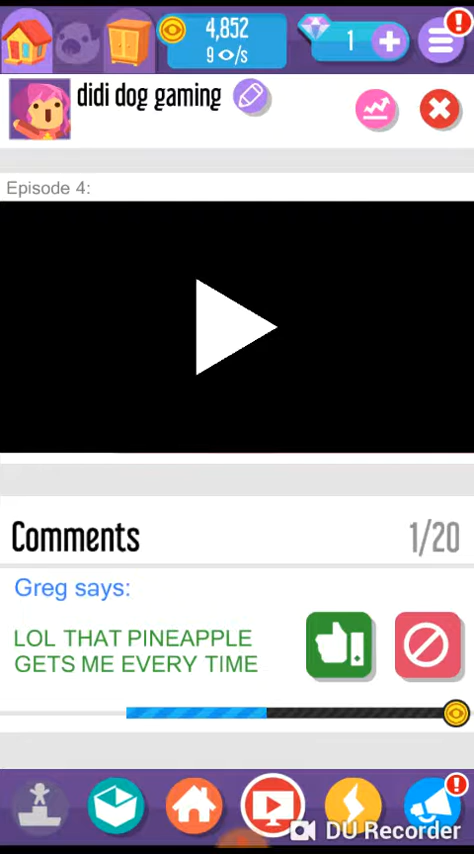 4,852
9 /s
1
!
didi dog gaming
Episode 4:
Comments
1/20
Greg says:
LOL THAT PINEAPPLE
GETS ME EVERY TIME
!
DU Recorder